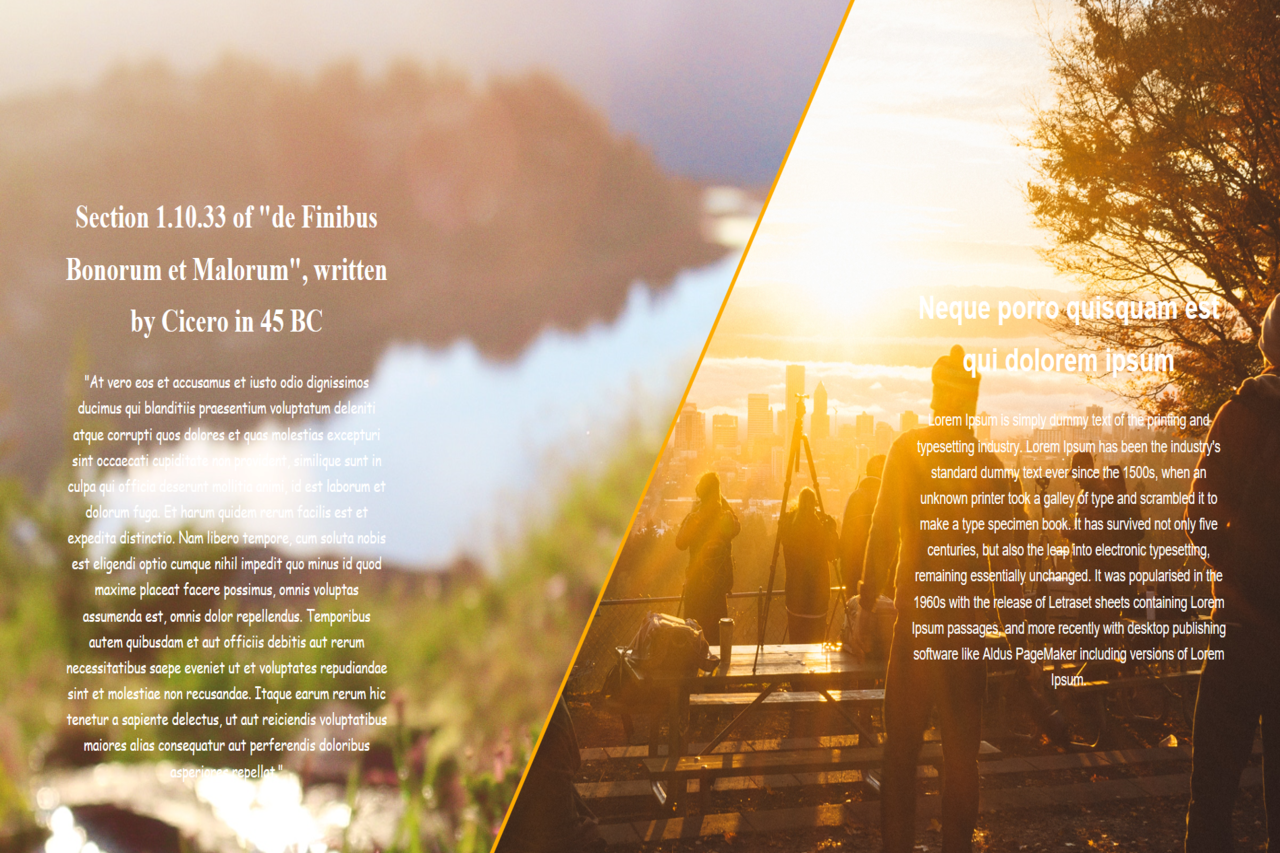 Section 1.10.33 of "de Finibus
Bonorum et Malorum", written
by Cicero in 45 BC
"At vero eos et accusamus et iusto odio dignissimos
ducimus qui blanditiis praesentium voluptatum deleniti
atque corrupti quos dolores et quas molestias excepturi
sint occaecati cupiditate non provident, similique sunt in
culpa qui officia deserunt mollitia animi, id est laborum et
dolorum fuga. Et harum quidem rerum facilis est et
expedita distinctio. Nam libero tempore, cum soluta nobis
est eligendi optio cumque nihil impedit quo minus id quod
maxime placeat facere possimus, omnis voluptas
assumenda est, omnis dolor repellendus. Temporibus
autem quibusdam et aut officiis debitis aut rerum
necessitatibus saepe eveniet ut et voluptates repudiandae
sint et molestiae non recusandae. Itaque earum rerum hic
tenetur a sapiente delectus, ut aut reiciendis voluptatibus
maiores alias consequatur aut perferendis doloribus
asperiores repellat."
Neque porro quisquam est
qui dolorem ipsum
Lorem Ipsum is simply dummy text of the printing and
typesetting industry. Lorem Ipsum has been the industry's
standard dummy text ever since the 1500s, when an
unknown printer took a galley of type and scrambled it to
make a type specimen book. It has survived not only five
centuries, but also the leap into electronic typesetting,
remaining essentially unchanged. It was popularised in the
1960s with the release of Letraset sheets containing Lorem
Ipsum passages, and more recently with desktop publishing
software like Aldus PageMaker including versions of Lorem
Ipsum.